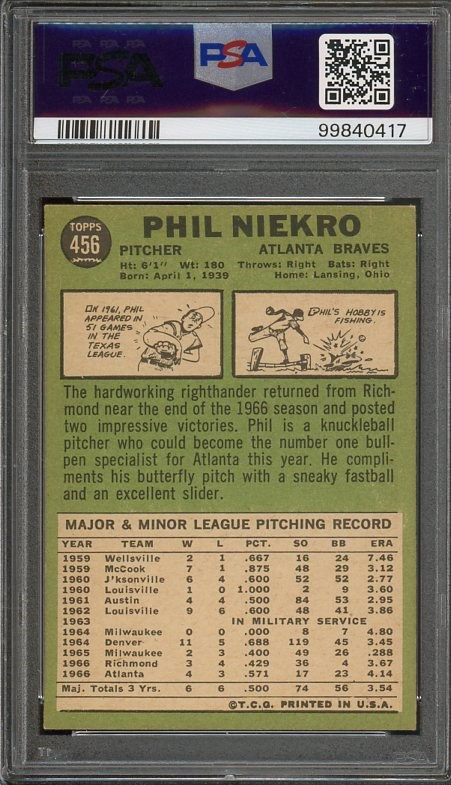 PSA PSA PSA
PSA
PSA PSA PSA
PSA
99840417
TOPPS
456
PHIL NIEKRO
PITCHER ATLANTA BRAVES
Ht: 6'1" Wt: 180 Throws: Right Bats: Right
Born: April 1, 1939 Home: Lansing, Ohio
IN 1961, PHIL
APPEARED IN
51 GAMES
IN THE
TEXAS
LEAGUE.
PHIL'S HOBBY IS
FISHING.
The hardworking righthander returned from Rich-
mond near the end of the 1966 season and posted
two impressive victories. Phil is a knuckleball
pitcher who could become the number one bull-
pen specialist for Atlanta this year. He compli-
ments his butterfly pitch with a sneaky fastball
and an excellent slider.
MAJOR & MINOR LEAGUE PITCHING RECORD
YEAR TEAM W L PCT. SO BB ERA
1959 Wellsville 2 1 .667 16 24 7.46
1959 McCook 7 1 .875 48 29 3.12
1960 J'ksonville 6 4 .600 52 52 2.77
1960 Louisville 1 0 1.000 2 9 3.60
1961 Austin 4 4 .500 84 53 2.95
1962 Louisville 9 6 .600 48 41 3.86
1963 IN MILITARY SERVICE
1964 Milwaukee 0 0 .000 8 7 4.80
1964 Denver 11 5 .688 119 45 3.45
1965 Milwaukee 2 3 .400 49 26 .288
1966 Richmond 3 4 .429 36 4 3.67
1966 Atlanta 4 3 .571 17 23 4.14
Maj. Totals 3 Yrs. 6 6 .500 74 56 3.54
©T.C.G. PRINTED IN U.S.A.